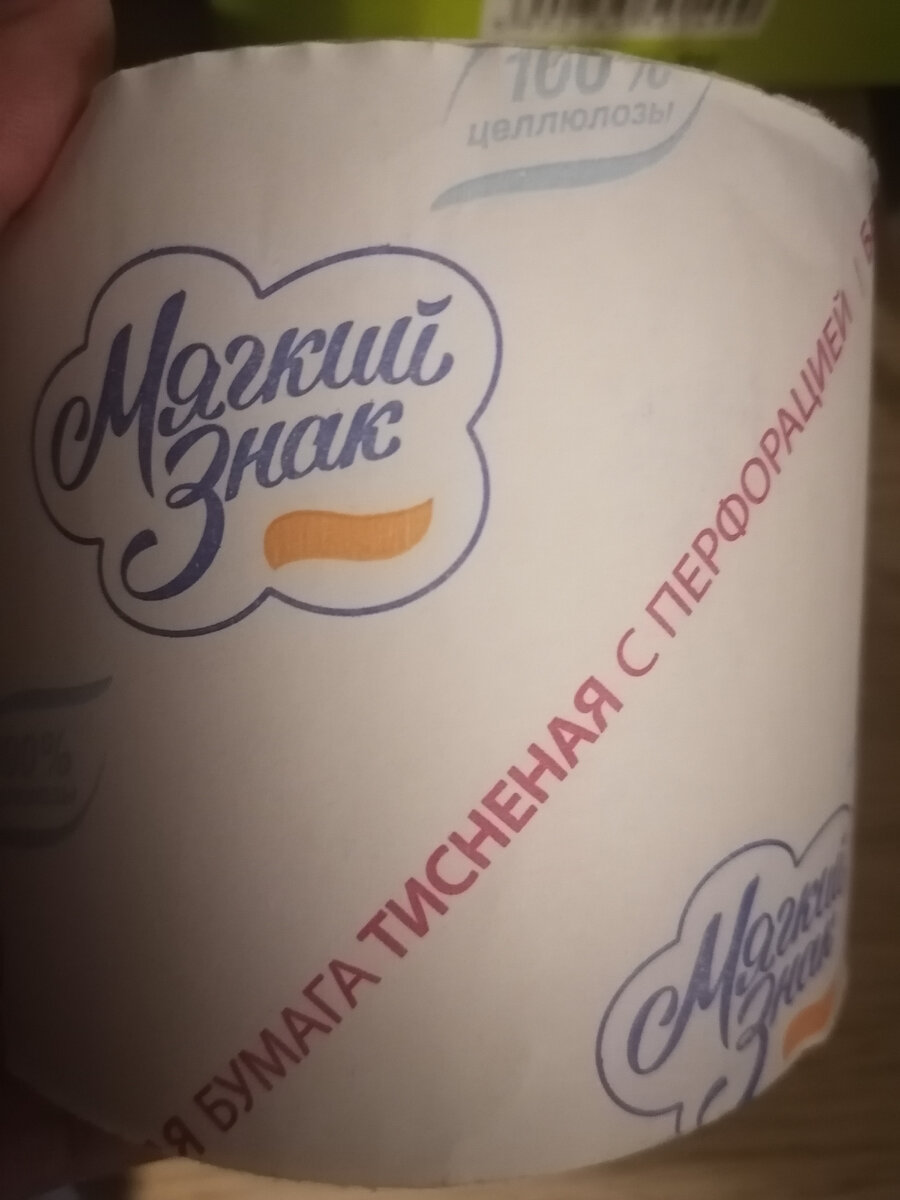 100%
целлюлозы
Мягкий
Знак
БУМАГА ТИСНЕНАЯ С ПЕРФОРАЦИЕЙ |
Мягкий
Знак